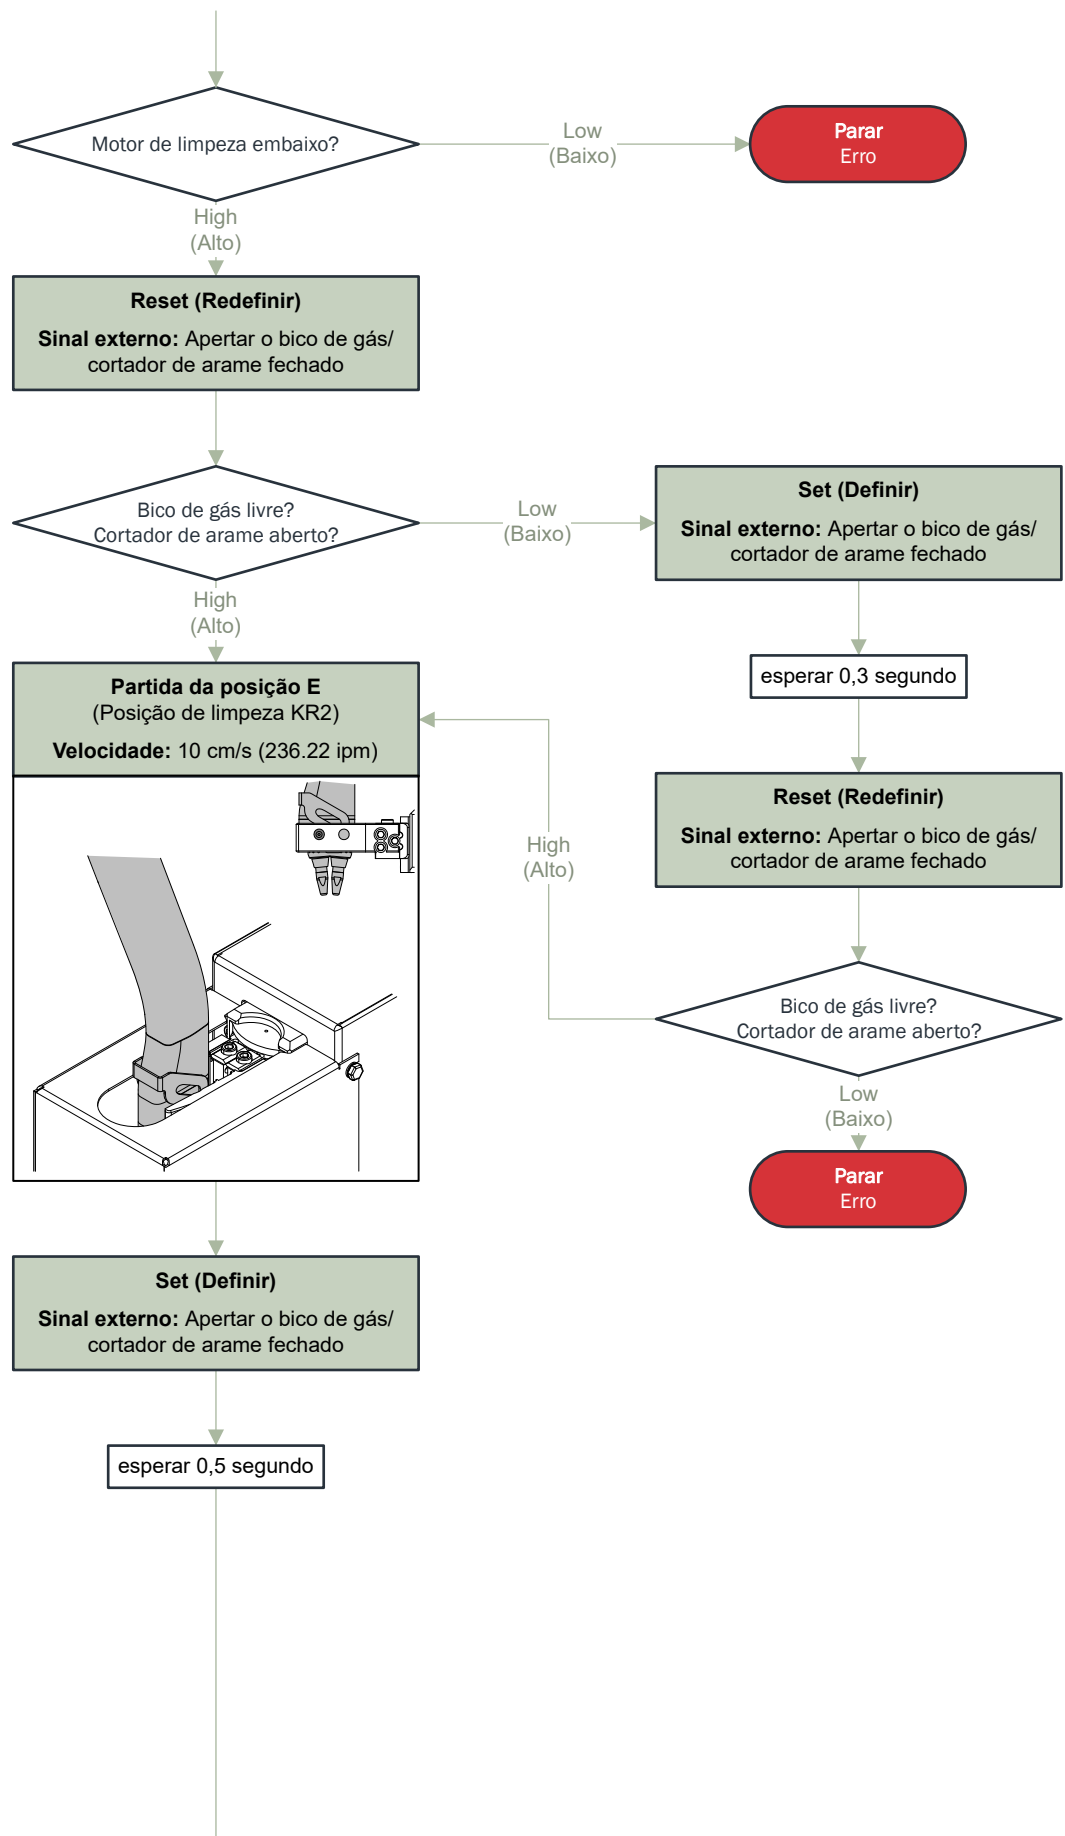 Motor de limpeza embaixo?
Low
(Baixo)
Parar
Erro
High
(Alto)
Reset (Redefinir)
Sinal externo: Apertar o bico de gás/
cortador de arame fechado
Bico de gás livre?
Cortador de arame aberto?
Low
(Baixo)
Set (Definir)
Sinal externo: Apertar o bico de gás/
cortador de arame fechado
High
(Alto)
esperar 0,3 segundo
Partida da posição E
(Posição de limpeza KR2)
Velocidade: 10 cm/s (236.22 ipm)
Reset (Redefinir)
Sinal externo: Apertar o bico de gás/
cortador de arame fechado
High
(Alto)
Bico de gás livre?
Cortador de arame aberto?
Low
(Baixo)
Parar
Erro
Set (Definir)
Sinal externo: Apertar o bico de gás/
cortador de arame fechado
esperar 0,5 segundo